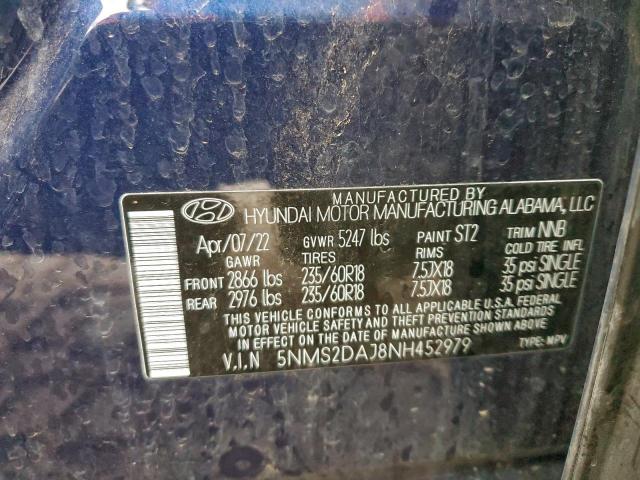 MANUFACTURED BY
HYUNDAI MOTOR MANUFACTURING ALABAMA, LLC
Apr/07/22 GVWR 5247 lbs PAINT ST2 TRIM NNB
GAWR TIRES RIMS COLD TIRE INFL
FRONT 2866 lbs 235/60R18 7.5JX18 35 psi SINGLE
REAR 2976 lbs 235/60R18 7.5JX18 35 psi SINGLE
THIS VEHICLE CONFORMS TO ALL APPLICABLE U.S.A. FEDERAL
MOTOR VEHICLE SAFETY AND THEFT PREVENTION STANDARDS
IN EFFECT ON THE DATE OF MANUFACTURE SHOWN ABOVE.
V.I.N 5NMS2DAJ8NH452979 TYPE: MPV